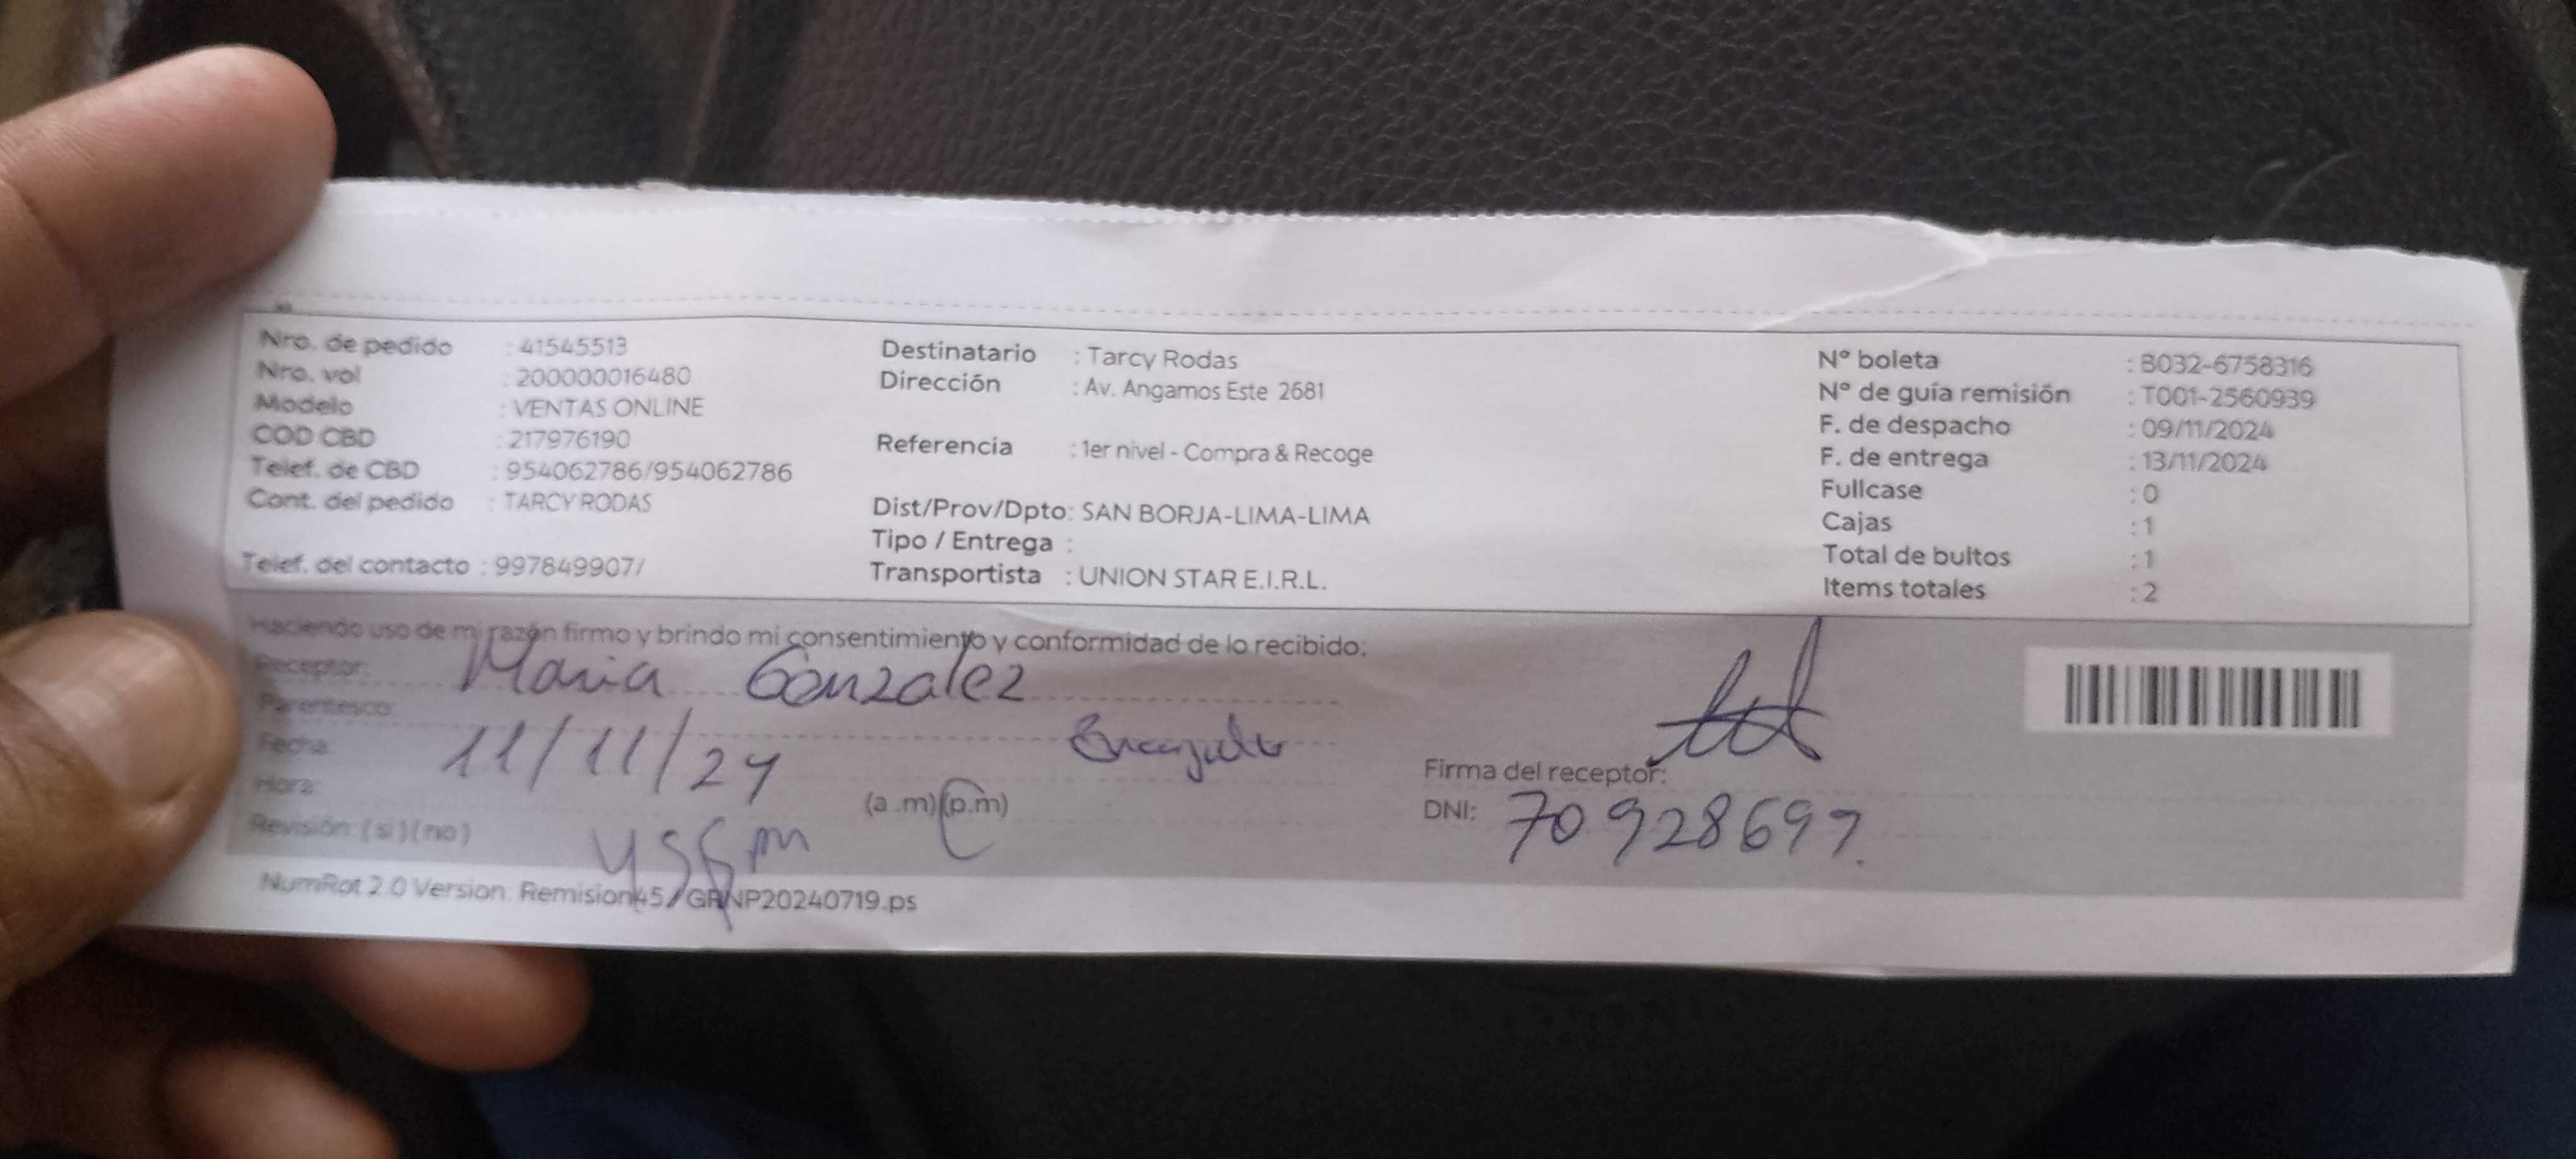 Nro. de pedido : 41545513
Nro. vol : 200000016480
Modelo : VENTAS ONLINE
COD CBD : 217976190
Telef. de CBD : 954062786/954062786
Cont. del pedido : TARCY RODAS
Telef. del contacto : 997849907/
Destinatario : Tarcy Rodas
Dirección : Av. Angamos Este 2681
Referencia : 1er nivel - Compra & Recoge
Dist/Prov/Dpto: SAN BORJA-LIMA-LIMA
Tipo / Entrega :
Transportista : UNION STAR E.I.R.L.
Nº boleta : B032-6758316
Nº de guía remisión : T001-2560939
F. de despacho : 09/11/2024
F. de entrega : 13/11/2024
Fullcase : 0
Cajas : 1
Total de bultos : 1
Items totales : 2
Haciendo uso de mi razón firmo y brindo mi consentimiento y conformidad de lo recibido:
Receptor: Maria Gonzalez
Parentesco:
Fecha 11/11/24
Hora: (a .m) (p.m)
Revisión: (si) (no)
Firma del receptor:
DNI: 70928697.
NumRot 2.0 Version: Remision45/GRNP20240719.ps